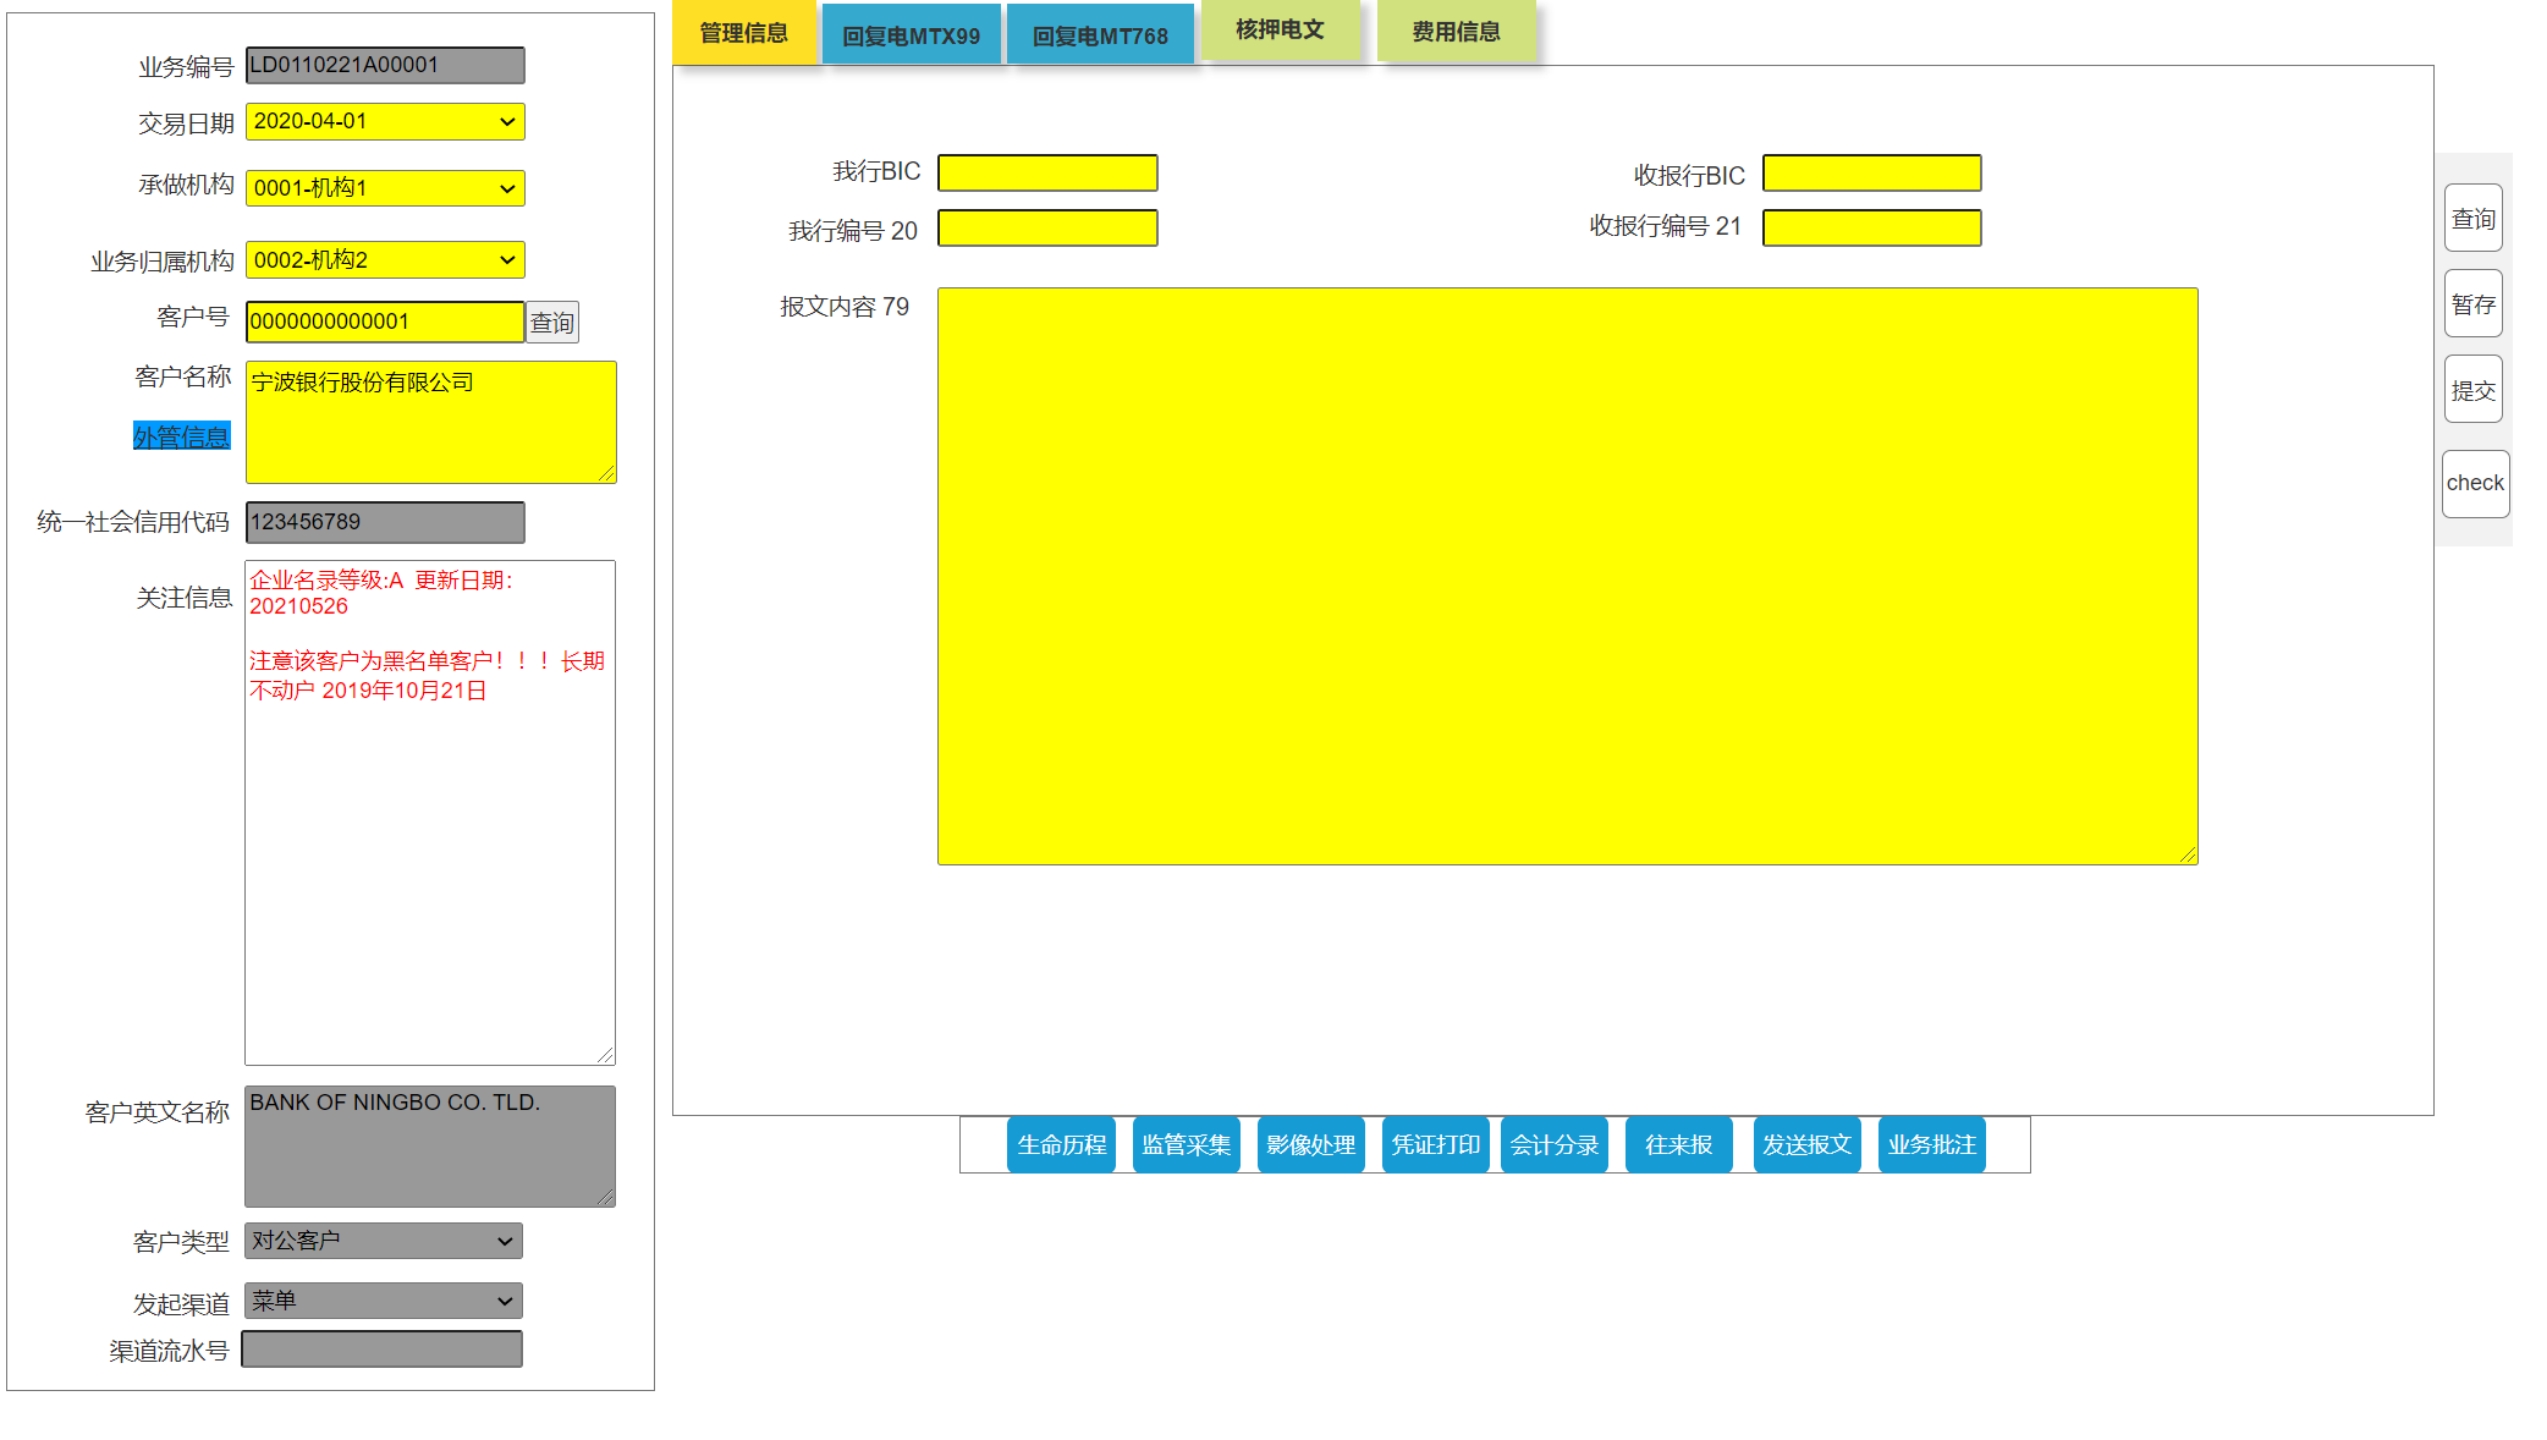 业务编号 LD0110221A00001
交易日期 2020-04-01
承做机构 0001-机构1
业务归属机构 0002-机构2
客户号 0000000000001 查询
客户名称 宁波银行股份有限公司
外管信息
统一社会信用代码 123456789
关注信息
企业名录等级:A 更新日期：
20210526
注意该客户为黑名单客户！！！长期
不动户 2019年10月21日
客户英文名称 BANK OF NINGBO CO. TLD.
客户类型 对公客户
发起渠道 菜单
渠道流水号
管理信息 回复电MTX99 回复电MT768 核押电文 费用信息
我行BIC 收报行BIC
我行编号 20 收报行编号 21
报文内容 79
生命历程 监管采集 影像处理 凭证打印 会计分录 往来报 发送报文 业务批注
查询
暂存
提交
check